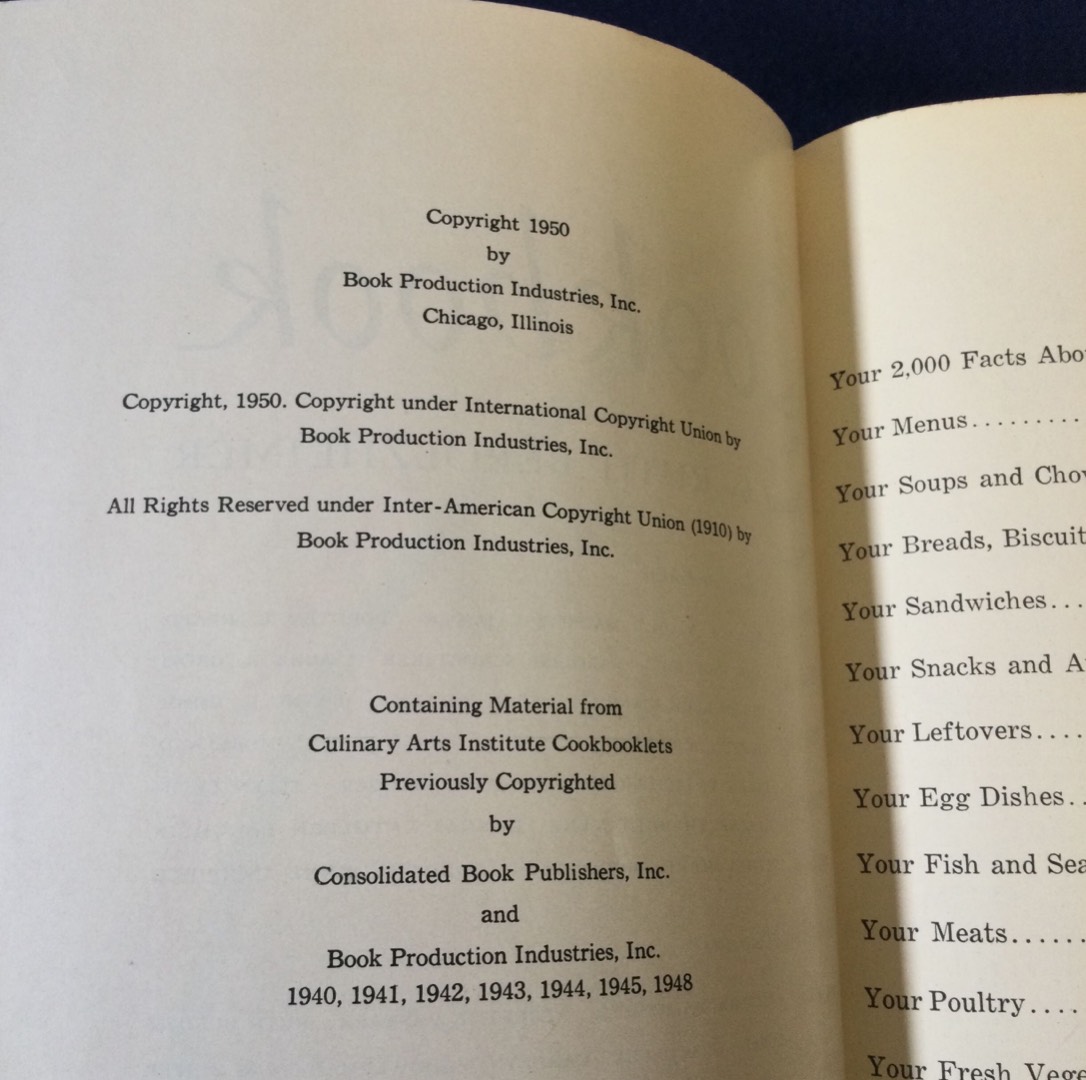 Copyright 1950
by
Book Production Industries, Inc.
Chicago, Illinois
Copyright, 1950. Copyright under International Copyright Union by
Book Production Industries, Inc.
All Rights Reserved under Inter-American Copyright Union (1910) by
Book Production Industries, Inc.
Containing Material from
Culinary Arts Institute Cookbooklets
Previously Copyrighted
by
Consolidated Book Publishers, Inc.
and
Book Production Industries, Inc.
1940, 1941, 1942, 1943, 1944, 1945, 1948
Your 2,000 Facts
Your Menus.........
Your Soups and
Your Breads,
Your Sandwiches...
Your Snacks and
Your Leftovers....
Your Egg Dishes..
Your Fish and
Your Meats......
Your Poultry....
Your Fresh